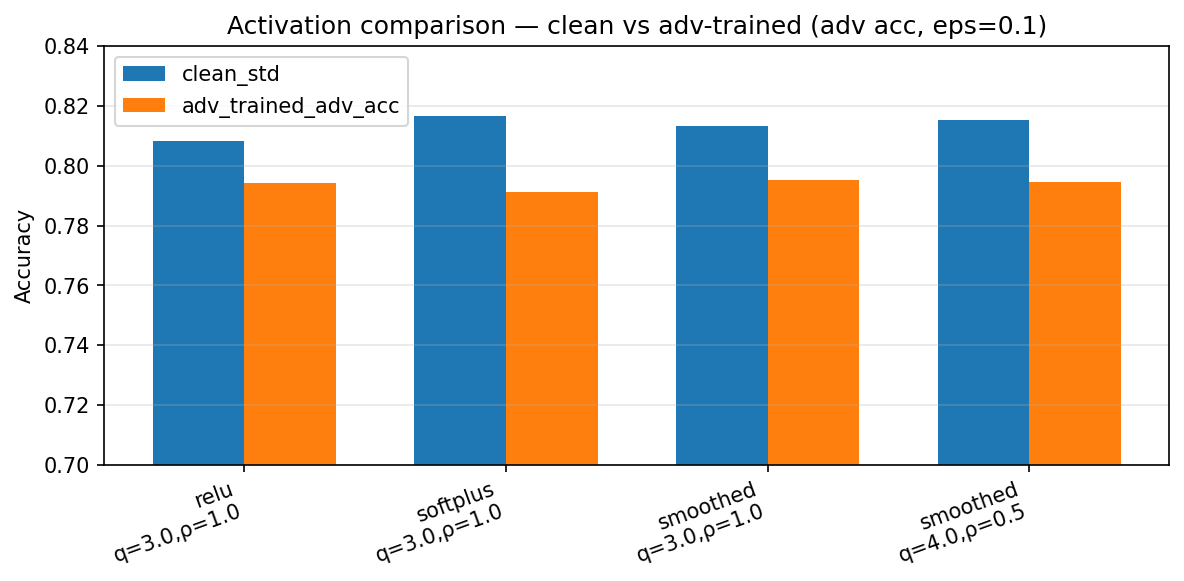 Activation comparison — clean vs adv-trained (adv acc, eps=0.1)
clean_std
adv_trained_adv_acc
Accuracy
0.84
0.82
0.80
0.78
0.76
0.74
0.72
0.70
relu
q=3.0,ρ=1.0
softplus
q=3.0,ρ=1.0
smoothed
q=3.0,ρ=1.0
smoothed
q=4.0,ρ=0.5